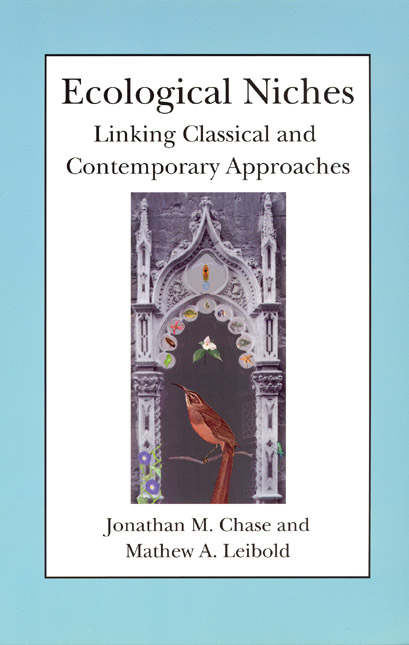 Ecological Niches
Linking Classical and
Contemporary Approaches
Jonathan M. Chase and
Mathew A. Leibold